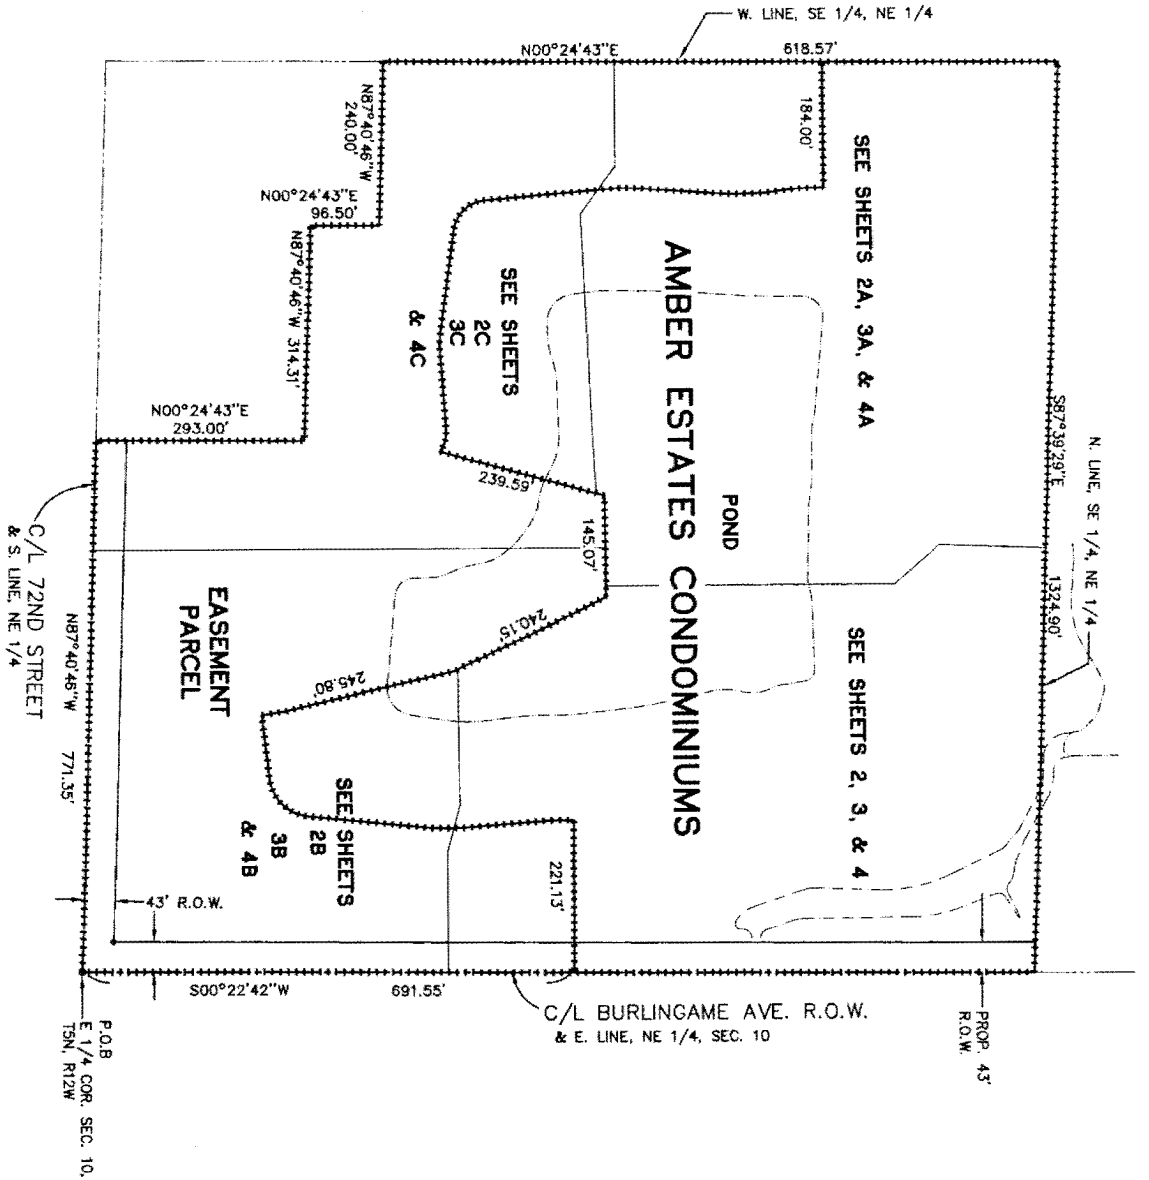 W. LINE, SE 1/4, NE 1/4
N00°24'43"E
618.57'
N87°40'46"W
240.00'
184.00'
SEE SHEETS 2A, 3A, & 4A
N00°24'43"E
96.50'
N87°40'46"W 314.31'
SEE SHEETS
2C
3C
& 4C
AMBER ESTATES CONDOMINIUMS
S87°39'29"E
1324.90'
N. LINE, SE 1/4, NE 1/4
N00°24'43"E
293.00'
239.59'
POND
145.07'
C/L 72ND STREET
& S. LINE, NE 1/4
EASEMENT
PARCEL
240.15'
245.80'
N87°40'46"W
771.35'
SEE SHEETS 2, 3, & 4
SEE SHEETS
2B
3B
& 4B
221.13'
43' R.O.W.
S00°22'42"W
691.55'
C/L BURLINGAME AVE. R.O.W.
& E. LINE, NE 1/4, SEC. 10
PROP. 43'
R.O.W.
P.O.B
E 1/4 COR. SEC. 10,
T5N, R12W